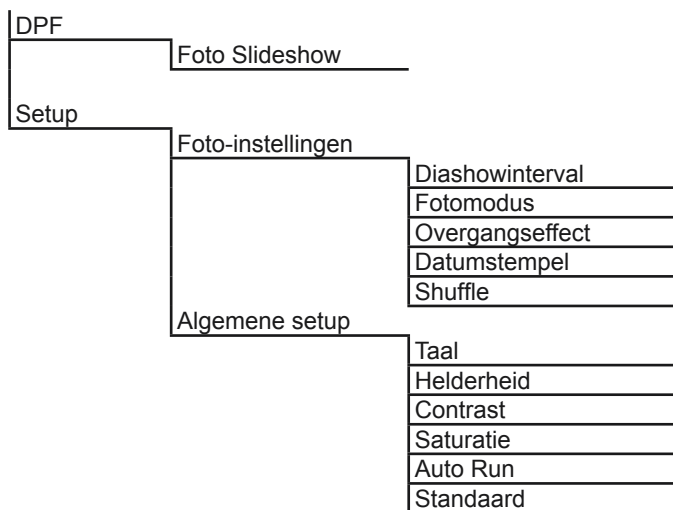 DPF
Foto Slideshow
Setup
Foto-instellingen
Diashowinterval
Fotomodus
Overgangseffect
Datumstempel
Shuffle
Algemene setup
Taal
Helderheid
Contrast
Saturatie
Auto Run
Standaard